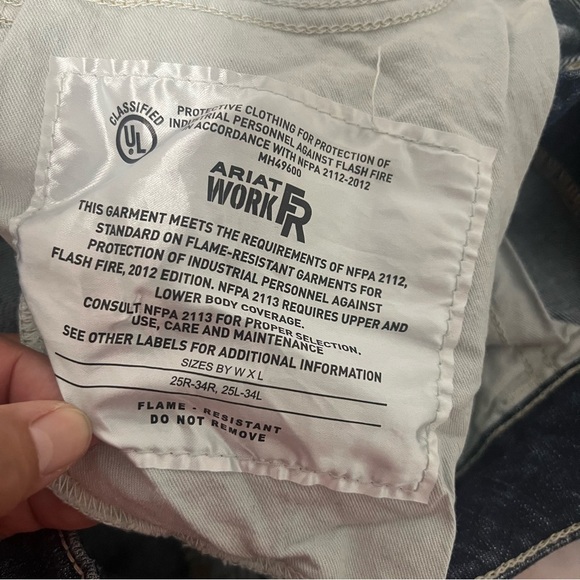 CLASSIFIED
UL
PROTECTIVE CLOTHING FOR PROTECTION OF
INDUSTRIAL PERSONNEL AGAINST FLASH FIRE
IN ACCORDANCE WITH NFPA 2112-2012
MH49600
ARIAT
WORK FR
THIS GARMENT MEETS THE REQUIREMENTS OF NFPA 2112,
STANDARD ON FLAME-RESISTANT GARMENTS FOR
PROTECTION OF INDUSTRIAL PERSONNEL AGAINST
FLASH FIRE, 2012 EDITION. NFPA 2113 REQUIRES UPPER AND
LOWER BODY COVERAGE.
CONSULT NFPA 2113 FOR PROPER SELECTION.
USE, CARE AND MAINTENANCE
SEE OTHER LABELS FOR ADDITIONAL INFORMATION
SIZES BY W X L
25R-34R, 25L-34L
FLAME - RESISTANT
DO NOT REMOVE